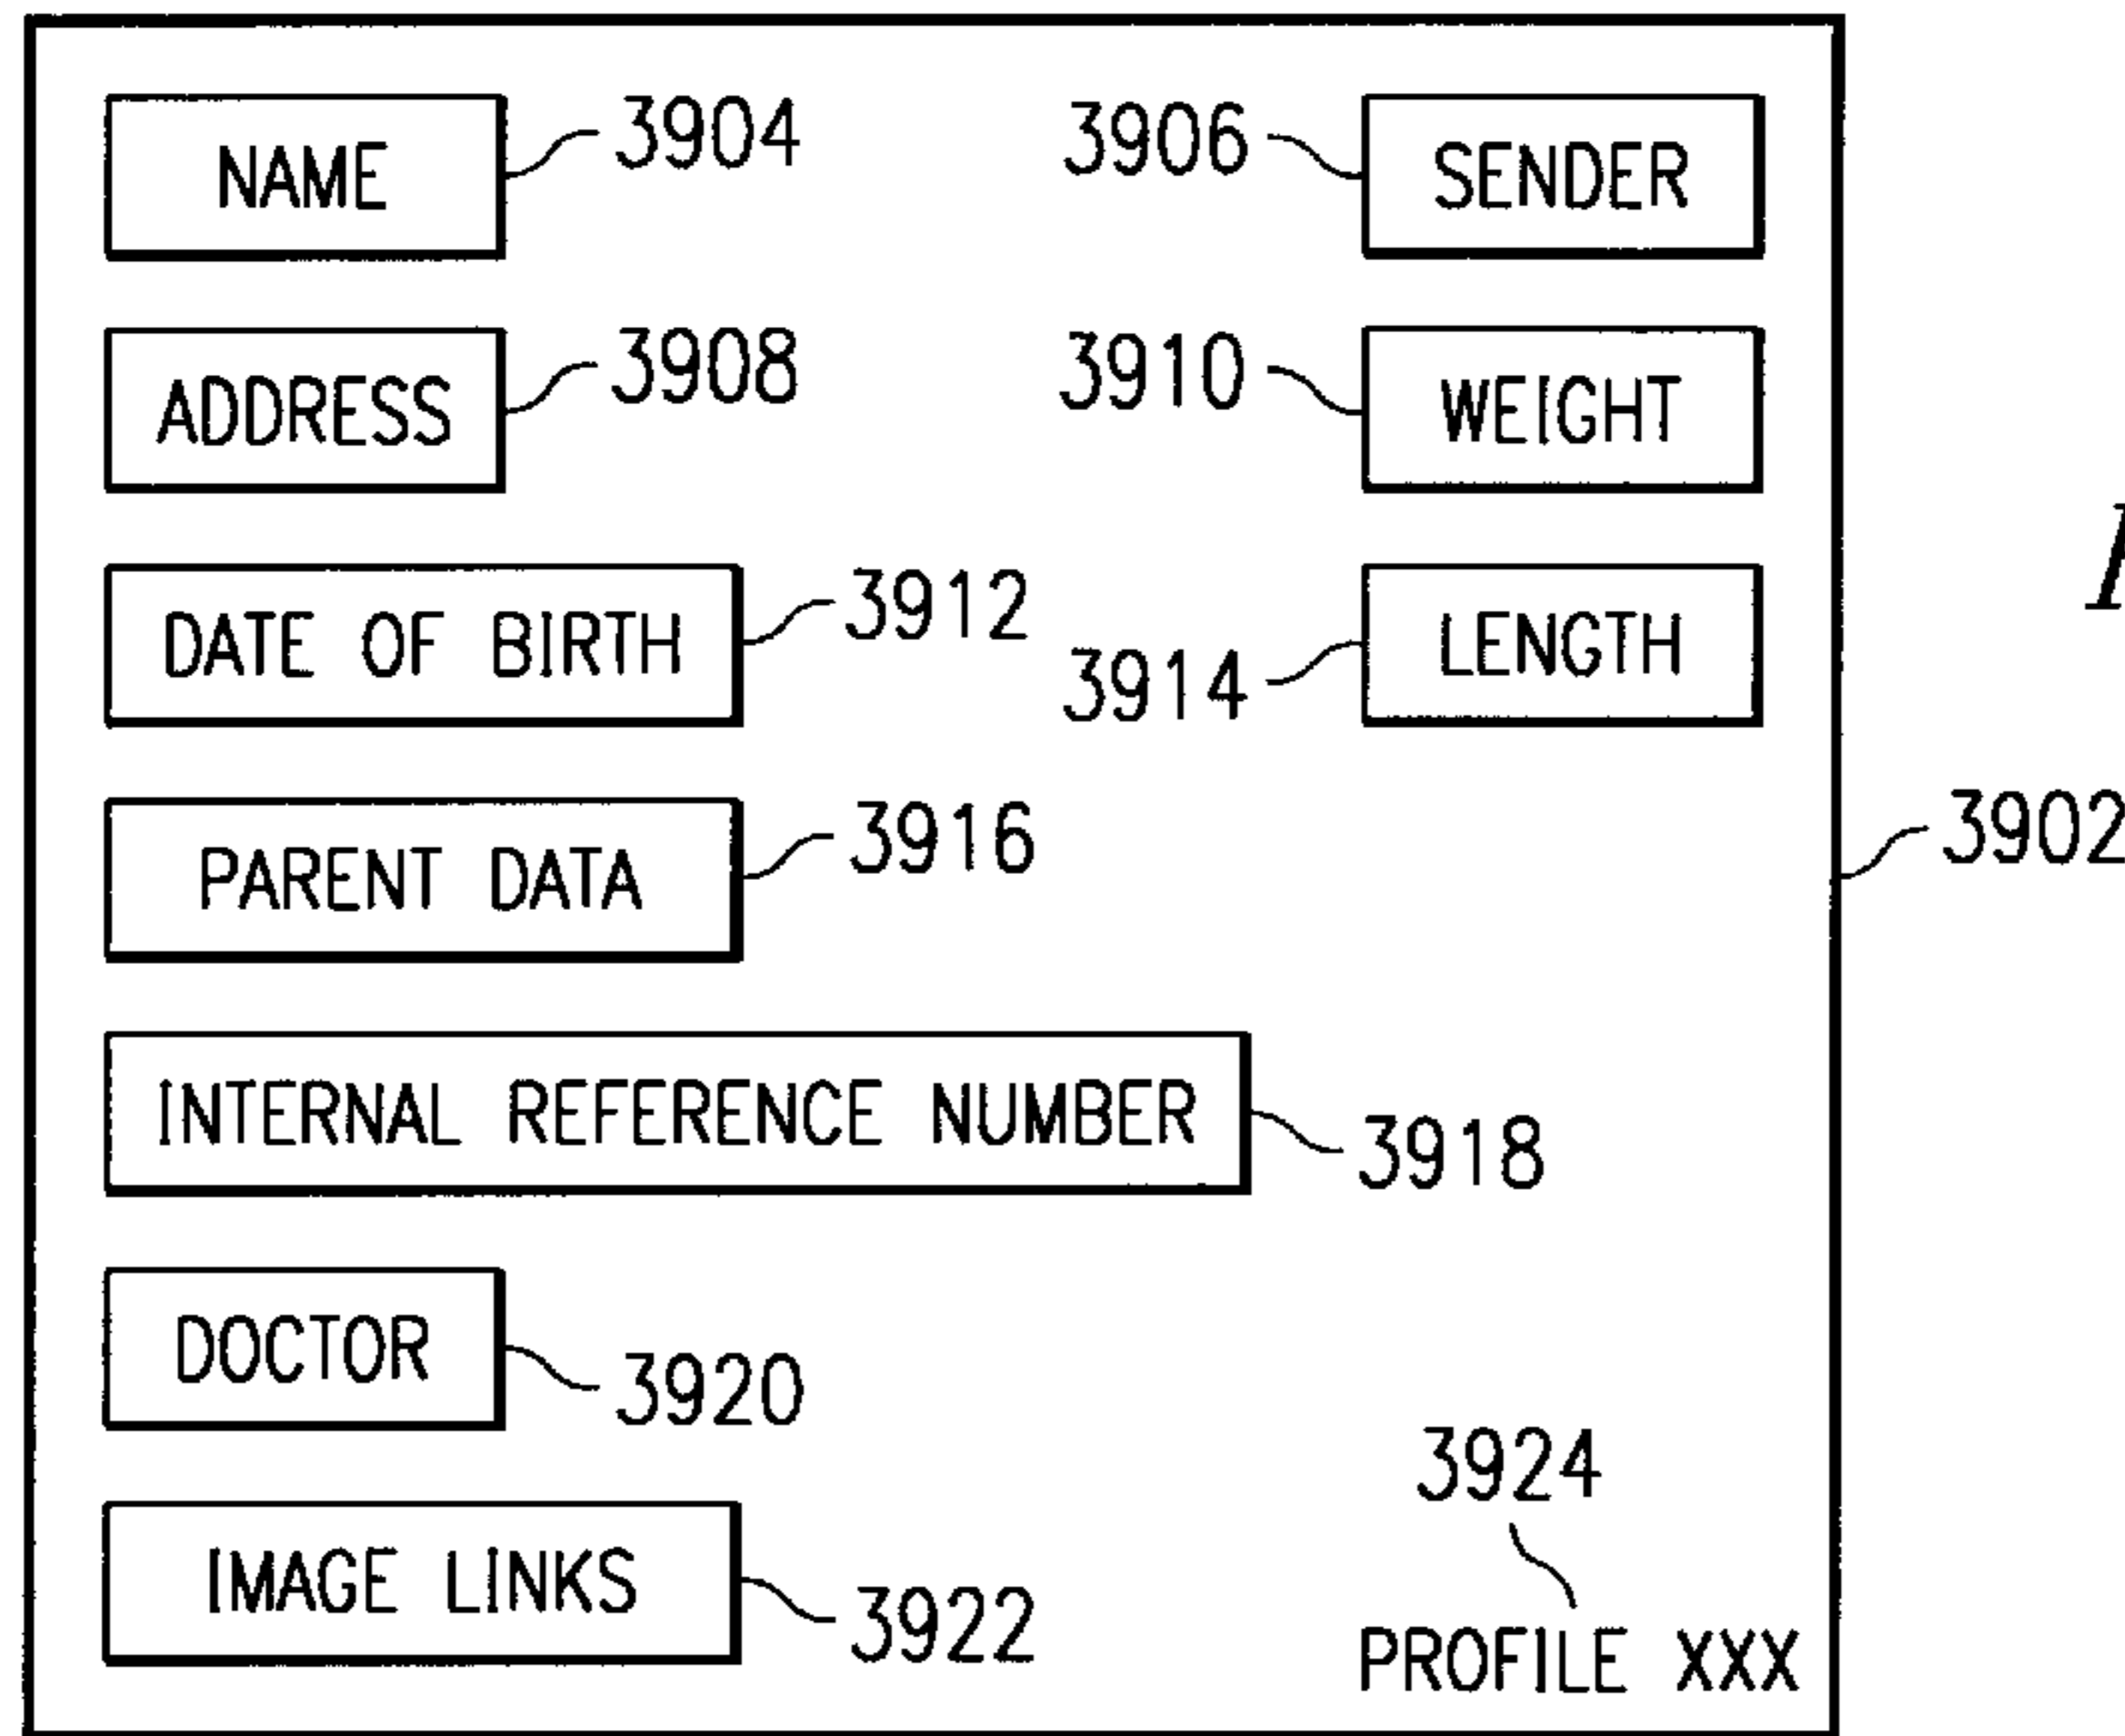 NAME 3904 3906 SENDER
ADDRESS 3908 3910 WEIGHT
DATE OF BIRTH 3912 3914 LENGTH
PARENT DATA 3916
3902
INTERNAL REFERENCE NUMBER 3918
DOCTOR 3920
3924
IMAGE LINKS 3922
PROFILE XXX